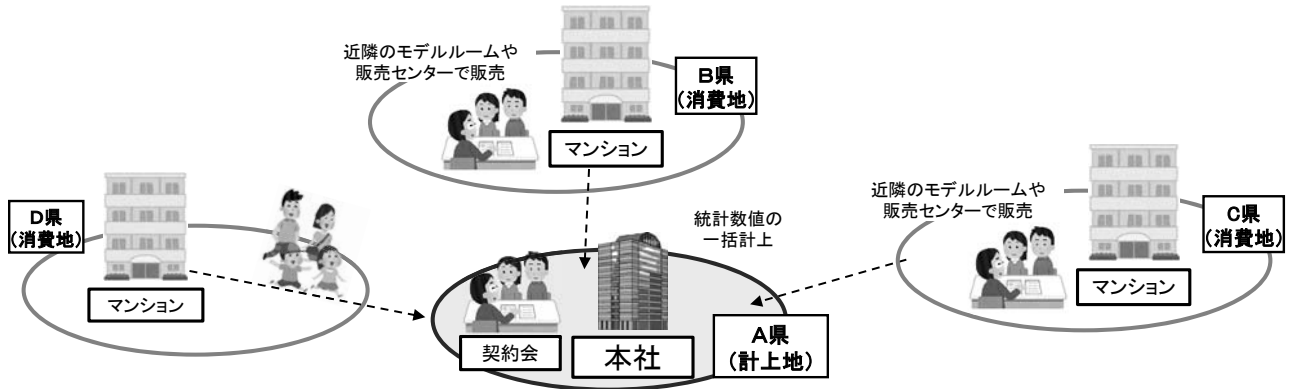 近隣のモデルルームや
販売センターで販売
B県
(消費地)
マンション
D県
(消費地)
マンション
統計数値の
一括計上
契約会
本社
A県
(計上地)
近隣のモデルルームや
販売センターで販売
C県
(消費地)
マンション